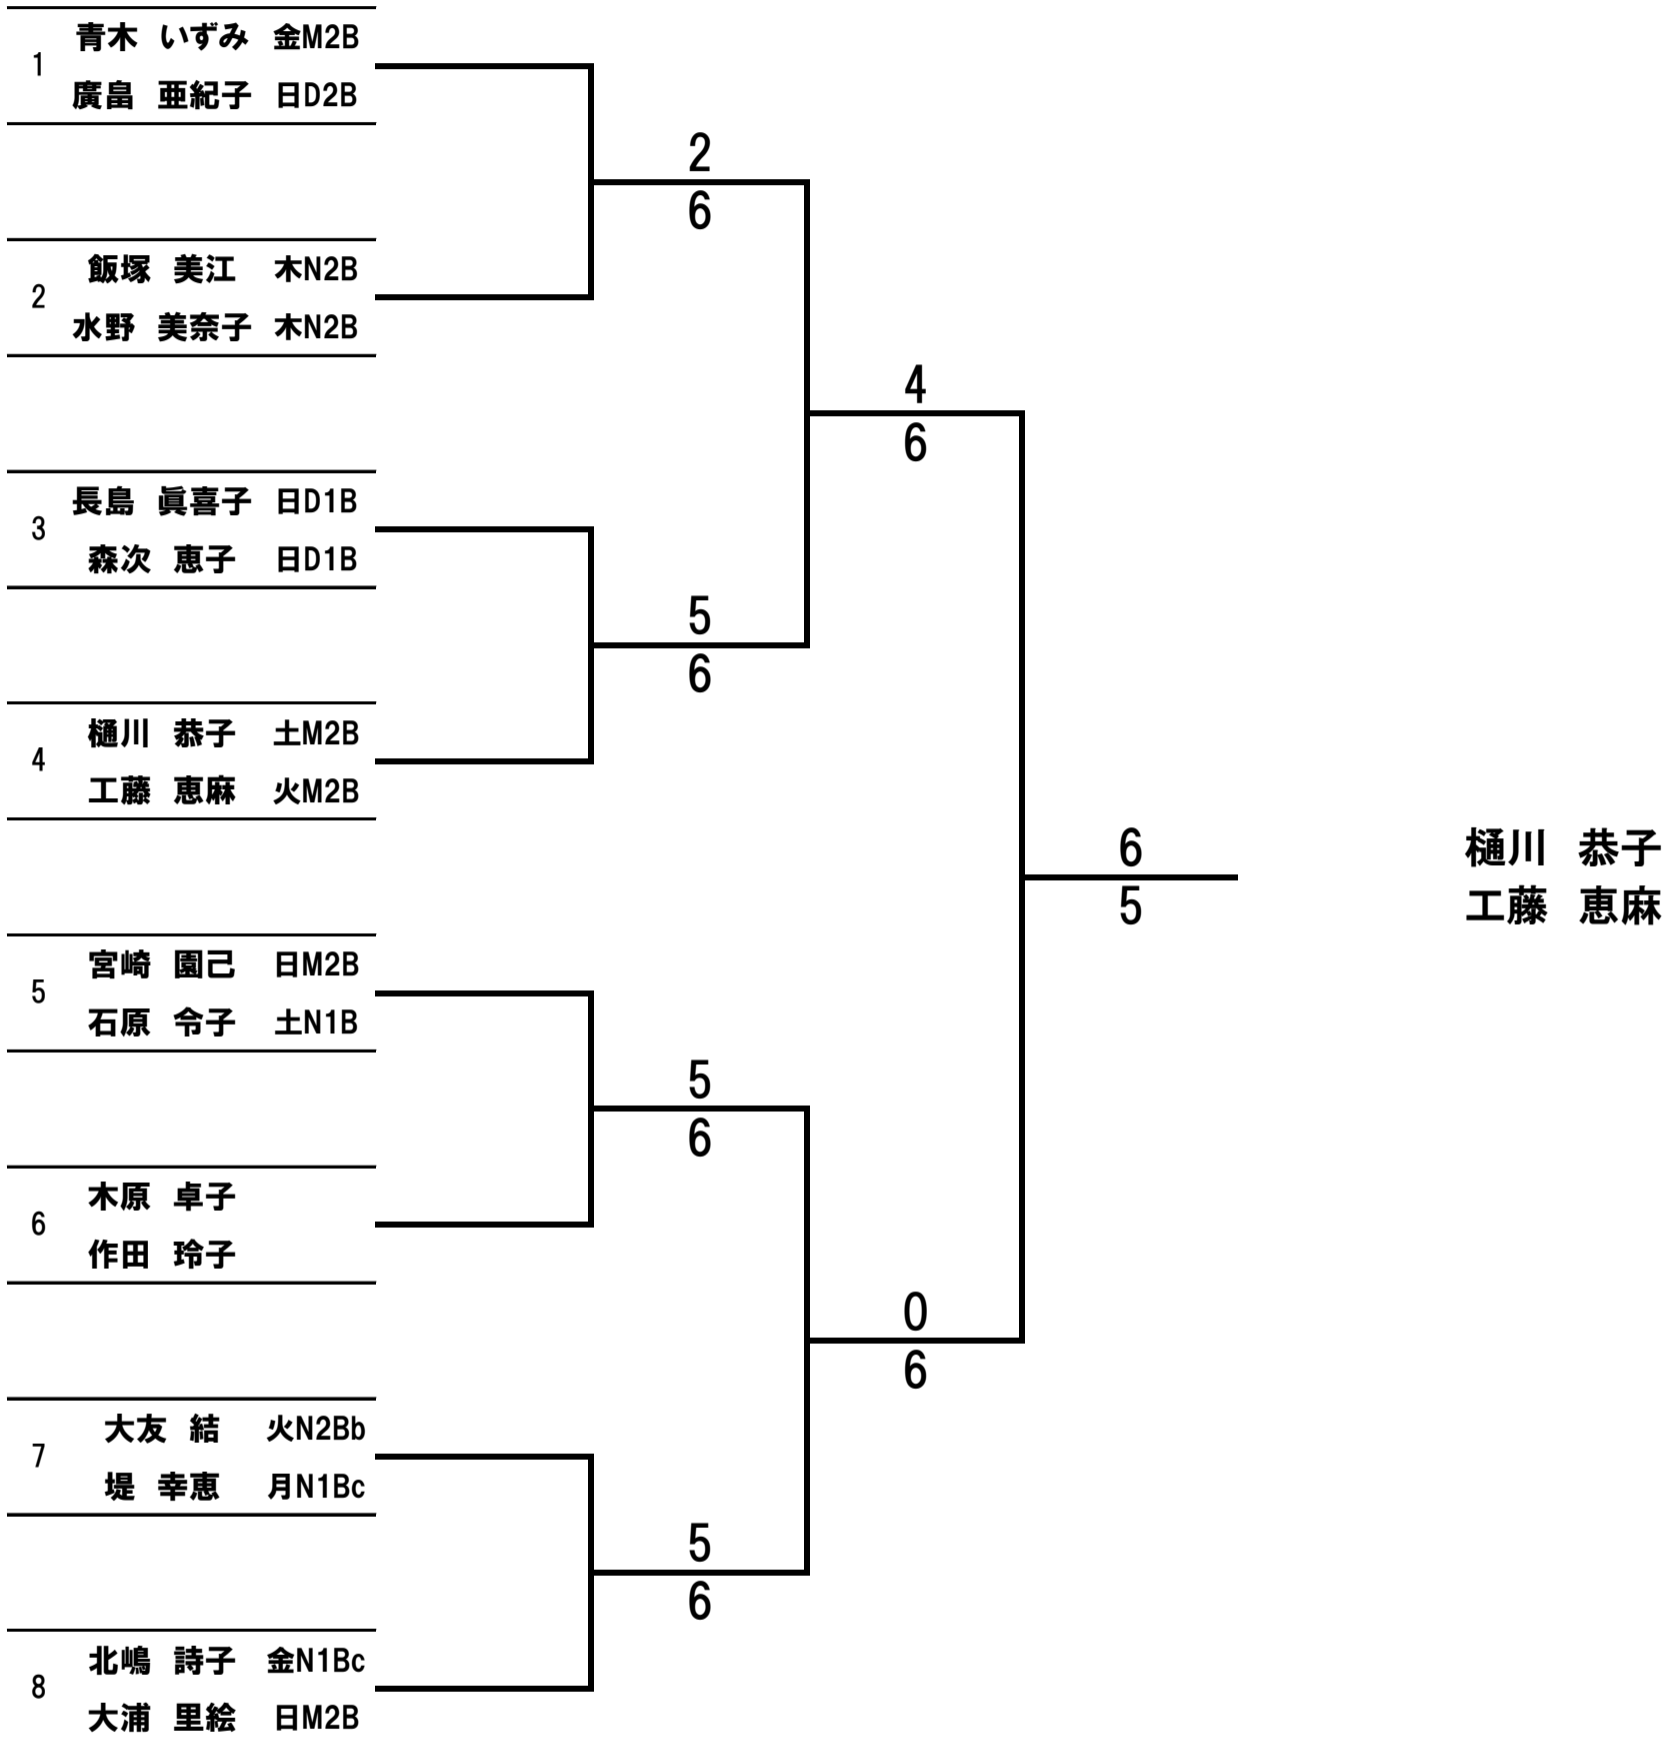 1
青木 いずみ 金M2B
廣畠 亜紀子 日D2B
2
6
2
飯塚 美江 木N2B
水野 美奈子 木N2B
4
6
3
長島 眞喜子 日D1B
森次 恵子 日D1B
5
6
4
樋川 恭子 土M2B
工藤 恵麻 火M2B
6
5
樋川 恭子
工藤 恵麻
5
宮崎 園己 日M2B
石原 令子 土N1B
5
6
6
木原 卓子
作田 玲子
0
6
7
大友 結 火N2Bb
堤 幸恵 月N1Bc
5
6
8
北嶋 詩子 金N1Bc
大浦 里絵 日M2B